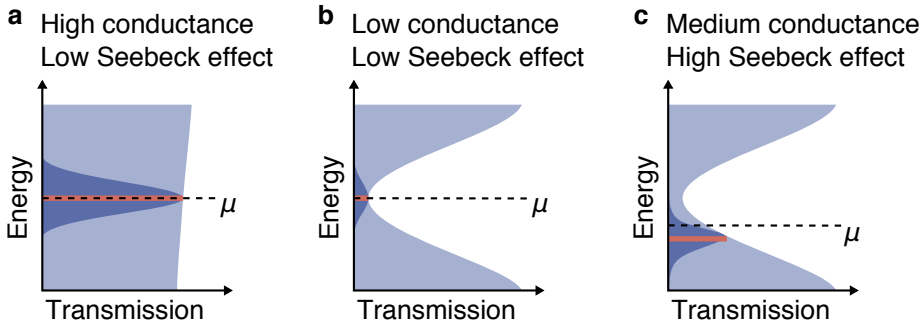 a High conductance
Low Seebeck effect
Energy
μ
Transmission
b Low conductance
Low Seebeck effect
Energy
μ
Transmission
c Medium conductance
High Seebeck effect
Energy
μ
Transmission